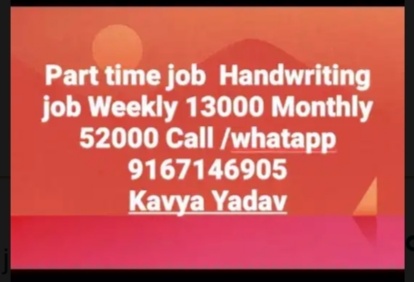 Part time job Handwriting
job Weekly 13000 Monthly
52000 Call /whatapp
9167146905
Kavya Yadav